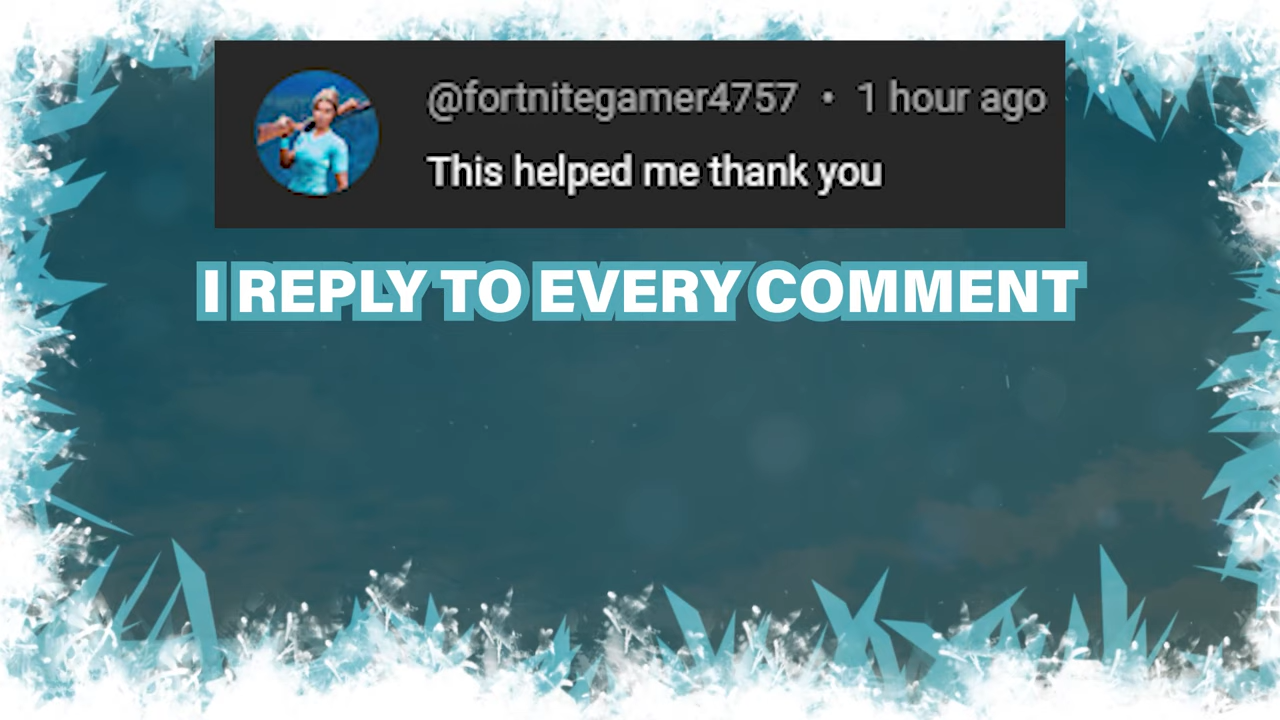 @fortnitegamer4757 • 1 hour ago
This helped me thank you
I REPLY TO EVERY COMMENT